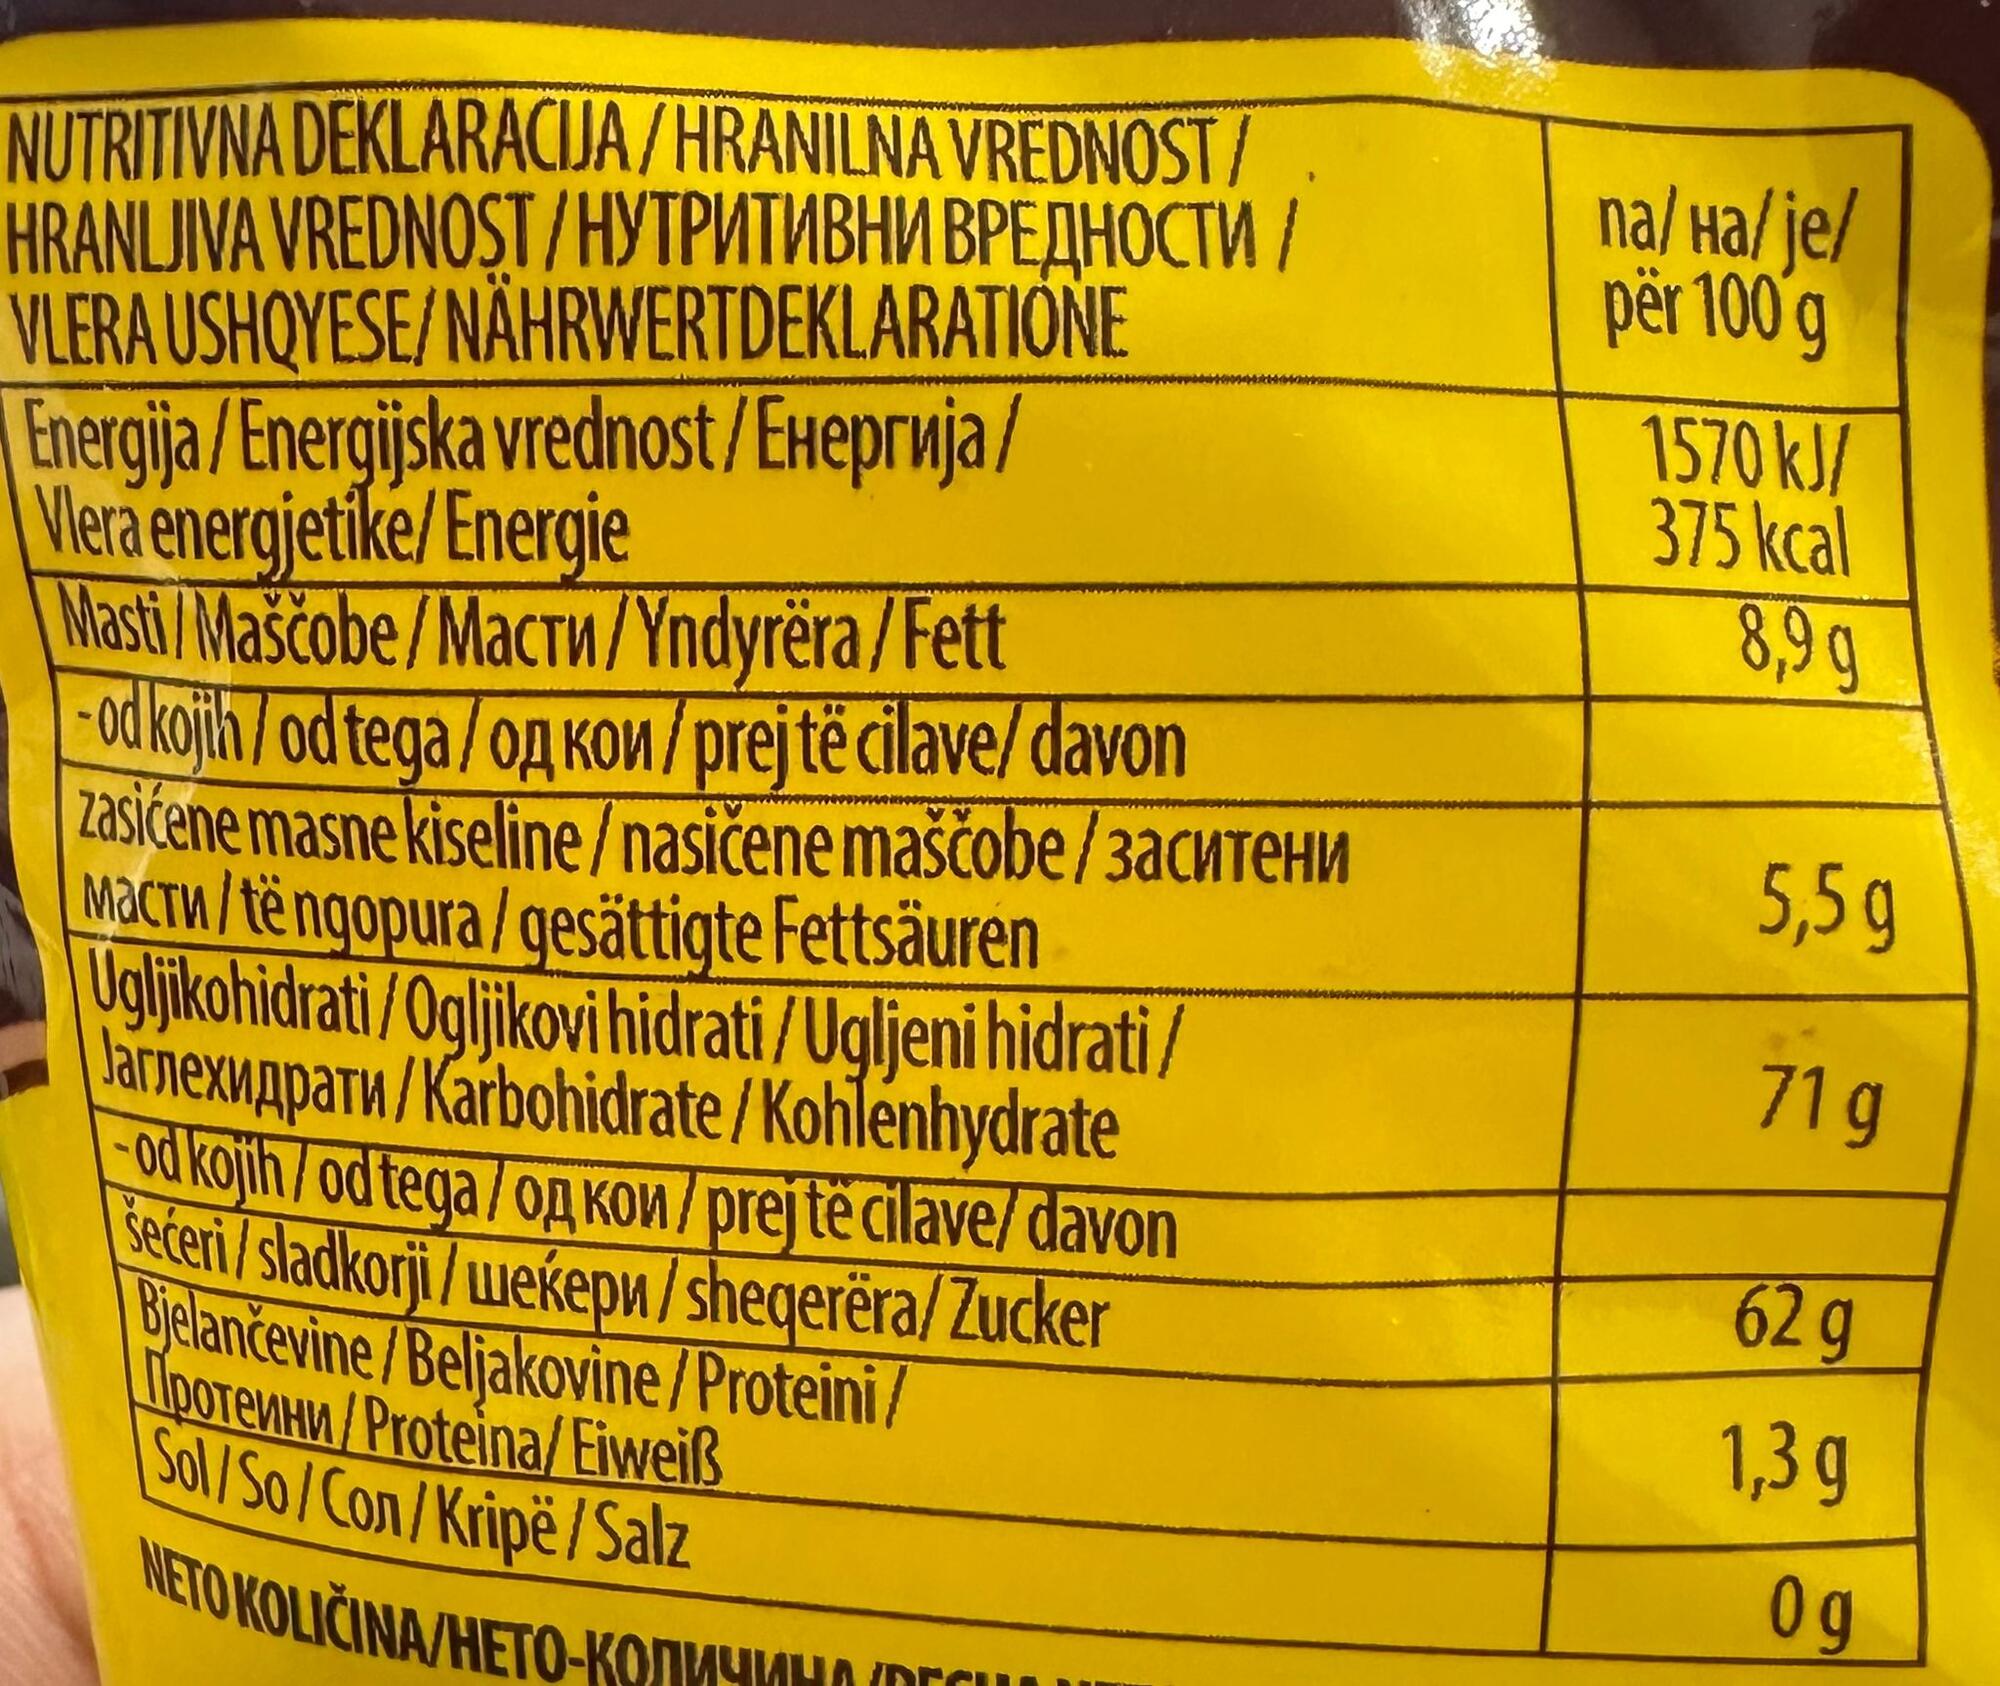 NUTRITIVNA DEKLARACIJA / HRANILNA VREDNOST /
HRANLJIVA VREDNOST / НУТРИТИВНИ ВРЕДНОСТИ /
VLERA USHQYESE/ NÄHRWERTDEKLARATIONE
na/ на/ je/
për 100 g
Energija / Energijska vrednost / Енергија /
Vlera energjetike/ Energie
1570 kJ/
375 kcal
Masti / Maščobe / Масти / Yndyrëra / Fett
8,9 g
- od kojih / od tega / од кои / prej të cilave/ davon
zasićene masne kiseline / nasičene maščobe / заситени
масти / të ngopura / gesättigte Fettsäuren
5,5 g
Ugljikohidrati / Ogljikovi hidrati / Ugljeni hidrati /
Јаглехидрати / Karbohidrate / Kohlenhydrate
71 g
- od kojih / od tega / од кои / prej të cilave/ davon
šećeri / sladkorji / шеќери / sheqerëra/ Zucker
62 g
Bjelančevine / Beljakovine / Proteini /
Протеини / Proteina/ Eiweiß
1,3 g
Sol / So / Сол / Kripë / Salz
0 g
NETO KOLIČINA/НЕТО-КОЛИЧИНА